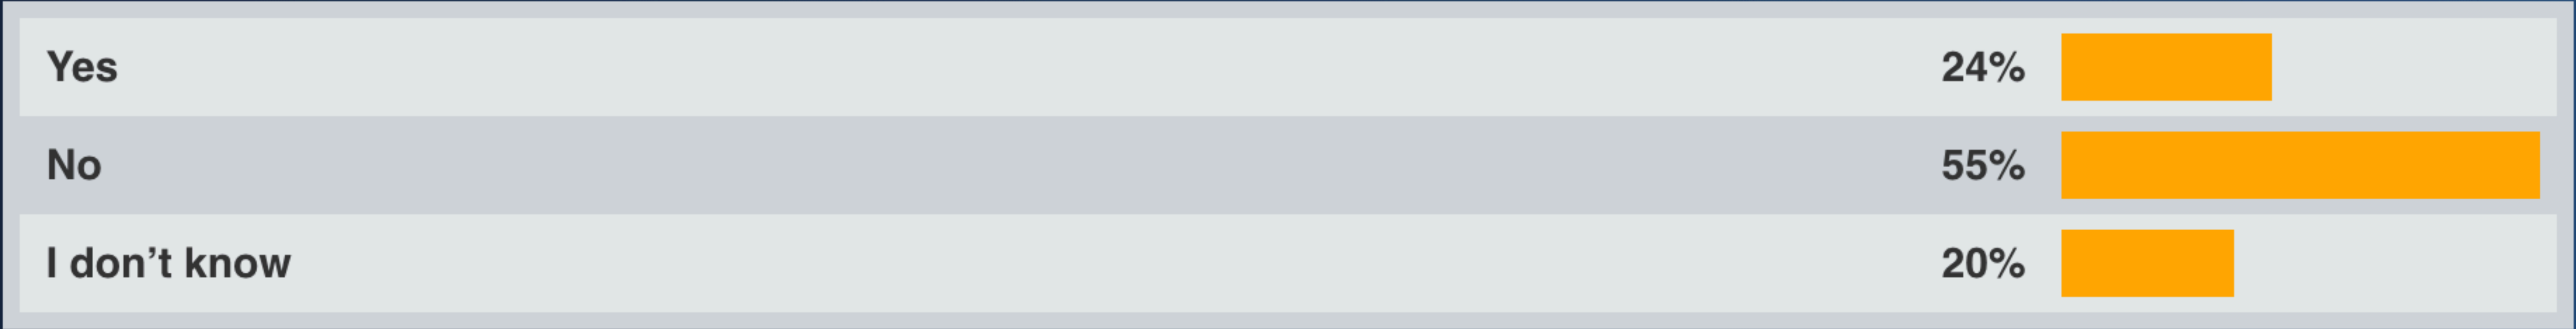 Yes 24%
No 55%
I don’t know 20%